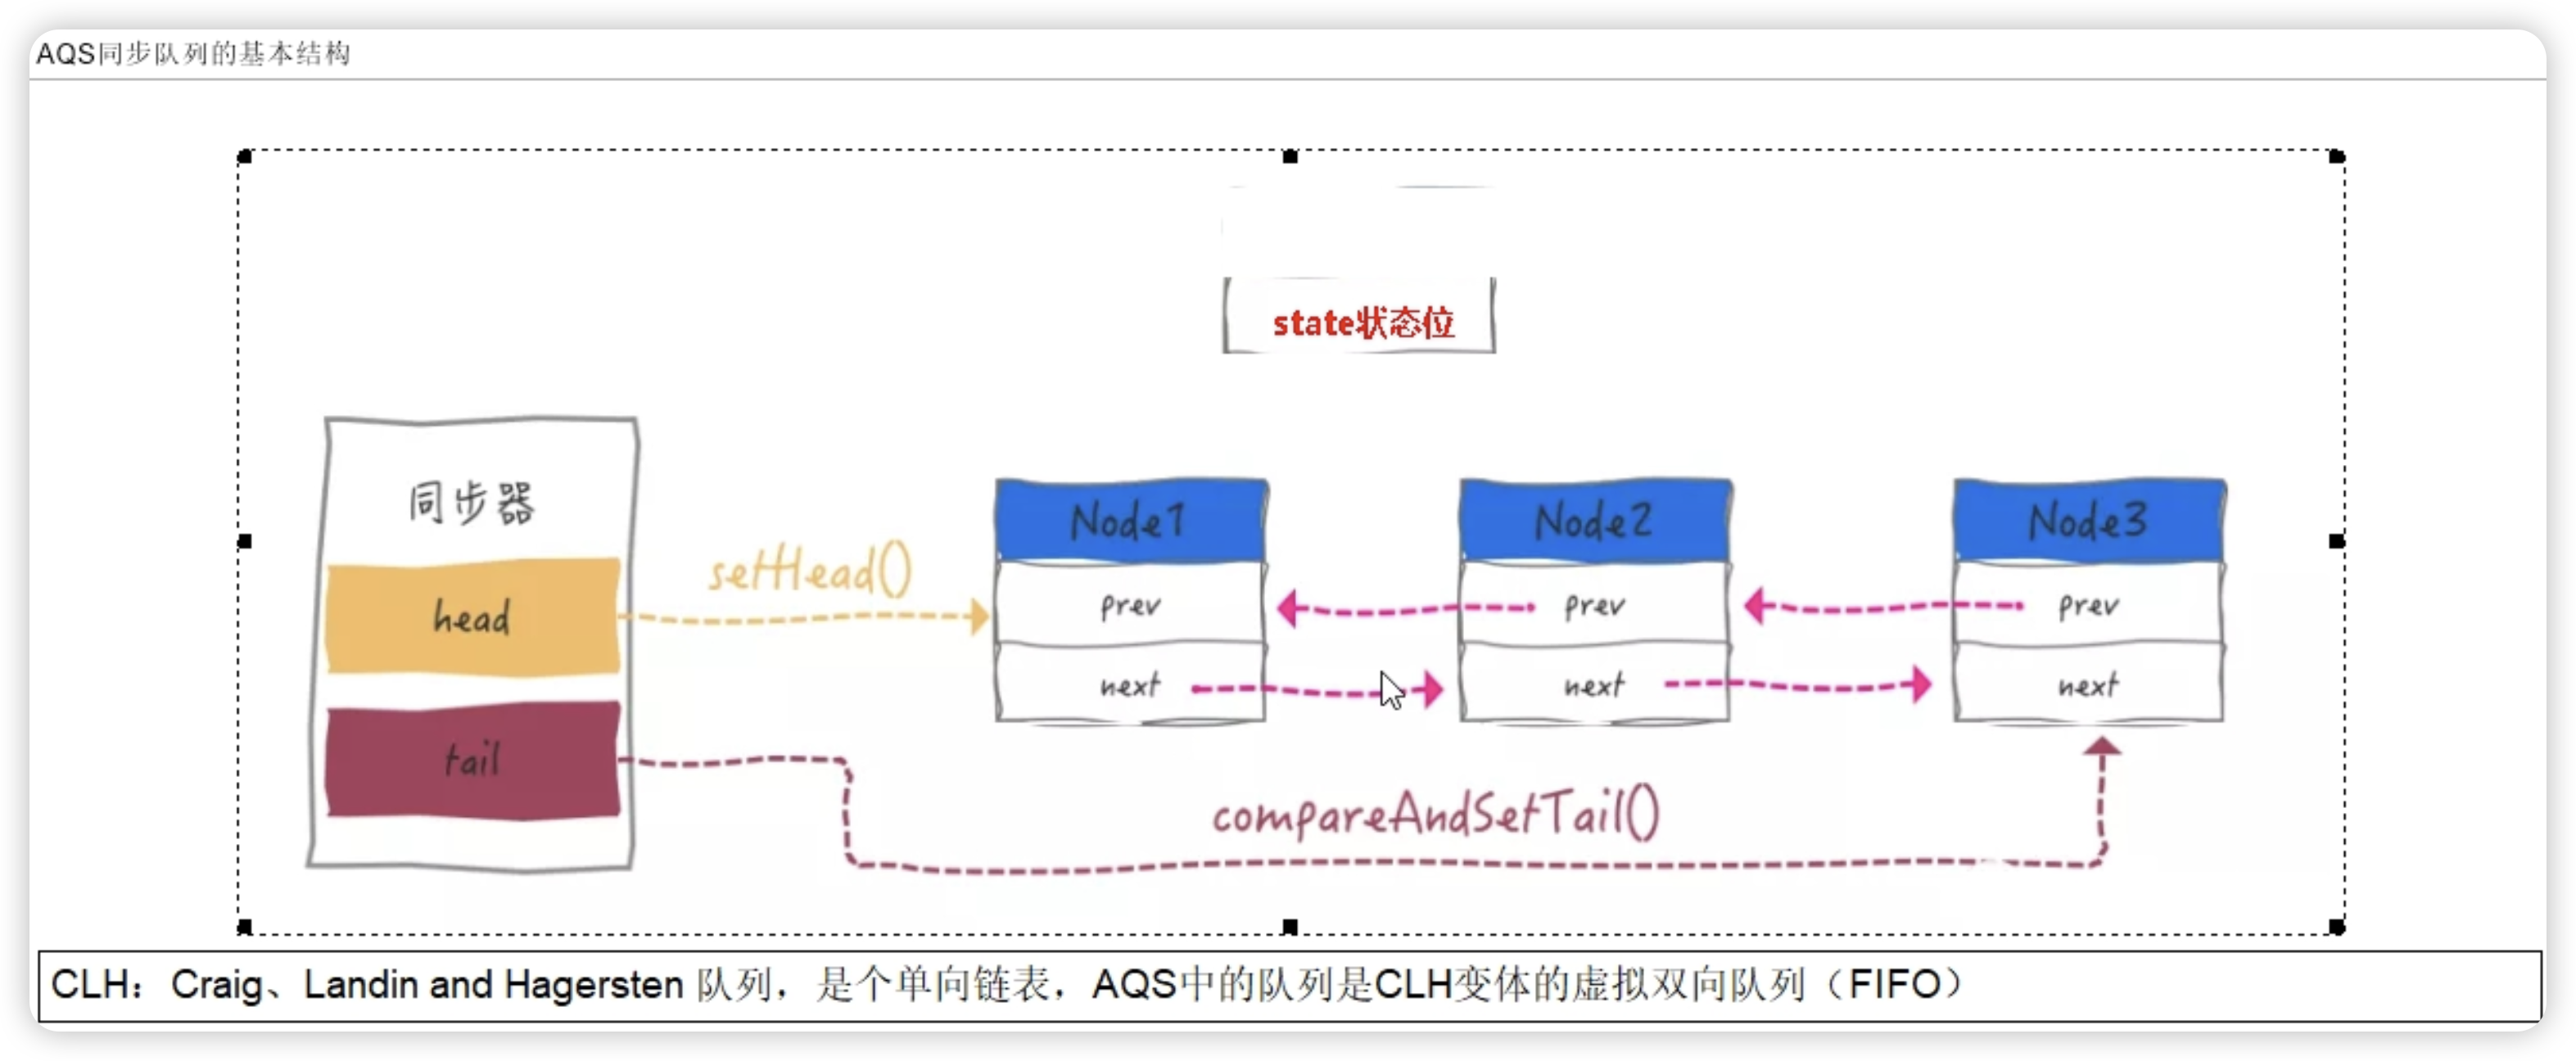 AQS同步队列的基本结构
state状态位
同步器
head
tail
setHead()
Node1
prev
next
Node2
prev
next
Node3
prev
next
compareAndSetTail()
CLH：Craig、Landin and Hagersten 队列，是个单向链表，AQS中的队列是CLH变体的虚拟双向队列（FIFO）